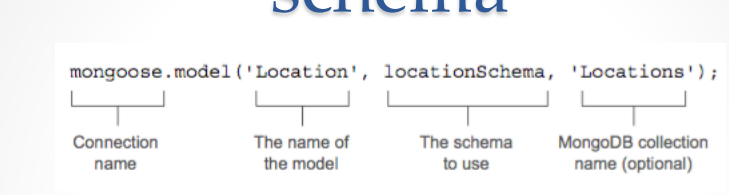 schema
mongoose.model('Location', locationSchema, 'Locations');
Connection name
The name of the model
The schema to use
MongoDB collection name (optional)